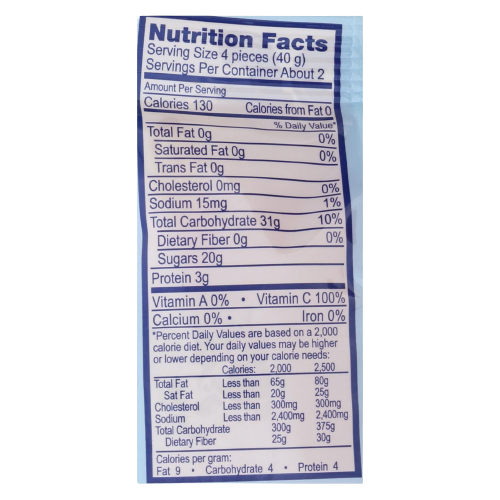 Nutrition Facts
Serving Size 4 pieces (40 g)
Servings Per Container About 2
Amount Per Serving
Calories 130 Calories from Fat 0
% Daily Value*
Total Fat 0g 0%
Saturated Fat 0g 0%
Trans Fat 0g
Cholesterol 0mg 0%
Sodium 15mg 1%
Total Carbohydrate 31g 10%
Dietary Fiber 0g 0%
Sugars 20g
Protein 3g
Vitamin A 0% • Vitamin C 100%
Calcium 0% • Iron 0%
*Percent Daily Values are based on a 2,000
calorie diet. Your daily values may be higher
or lower depending on your calorie needs:
Calories: 2,000 2,500
Total Fat Less than 65g 80g
Sat Fat Less than 20g 25g
Cholesterol Less than 300mg 300mg
Sodium Less than 2,400mg 2,400mg
Total Carbohydrate 300g 375g
Dietary Fiber 25g 30g
Calories per gram:
Fat 9 • Carbohydrate 4 • Protein 4